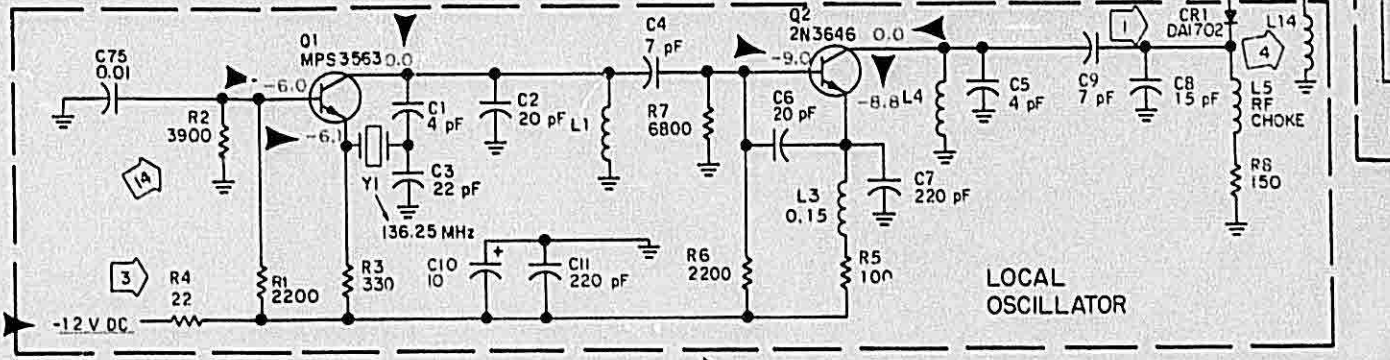 C75
0.01
Q1
MPS3563
0.0
-6.0
R2
3900
-6.1
14
Y1
136.25 MHz
C1
4 pF
C2
20 pF
L1
C3
22 pF
C4
7 pF
R7
6800
Q2
2N3646
0.0
-9.0
-8.8
L4
C6
20 pF
C5
4 pF
C9
7 pF
C8
15 pF
1
CR1
DA1702
4
L14
L5
RF
CHOKE
R8
150
L3
0.15
C7
220 pF
3
R4
22
-12 V DC
R1
2200
R3
330
C10
10
+
C11
220 pF
R6
2200
R5
100
LOCAL
OSCILLATOR